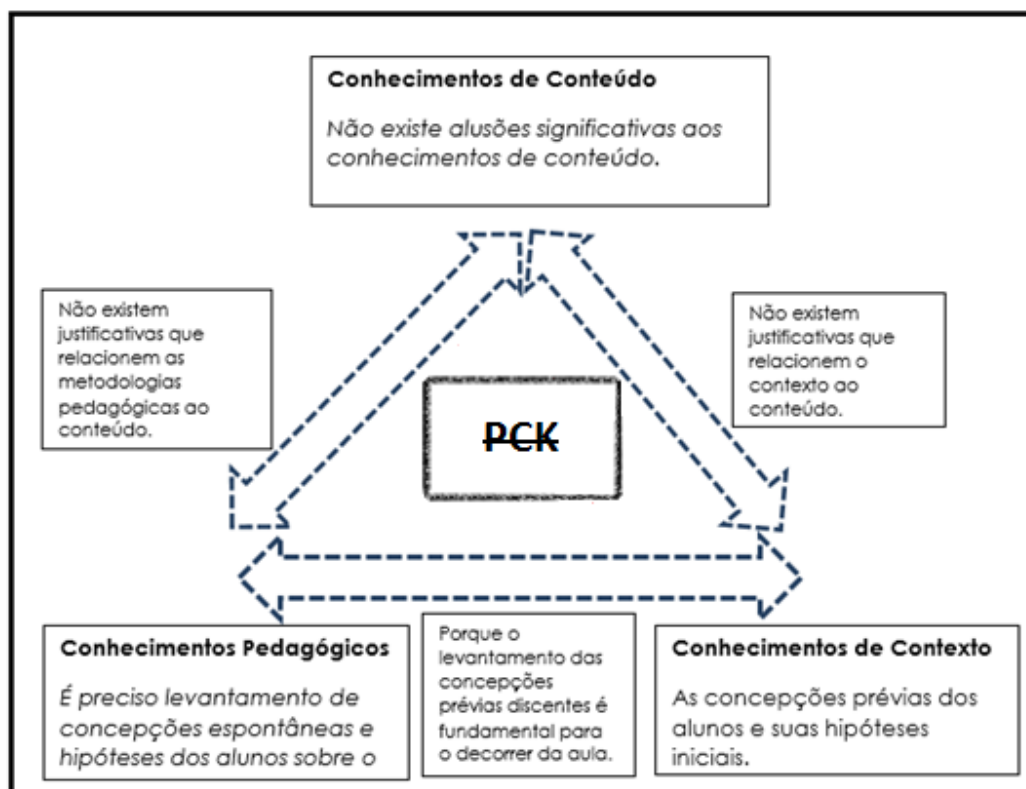 Conhecimentos de Conteúdo
Não existe alusões significativas aos
conhecimentos de conteúdo.
Não existem
justificativas que
relacionem as
metodologias
pedagógicas ao
conteúdo.
Não existem
justificativas que
relacionem o
contexto ao
conteúdo.
PCK
Conhecimentos Pedagógicos
É preciso levantamento de
concepções espontâneas e
hipóteses dos alunos sobre o
Porque o
levantamento das
concepções
prévias discentes é
fundamental para
o decorrer da aula.
Conhecimentos de Contexto
As concepções prévias dos
alunos e suas hipóteses
iniciais.